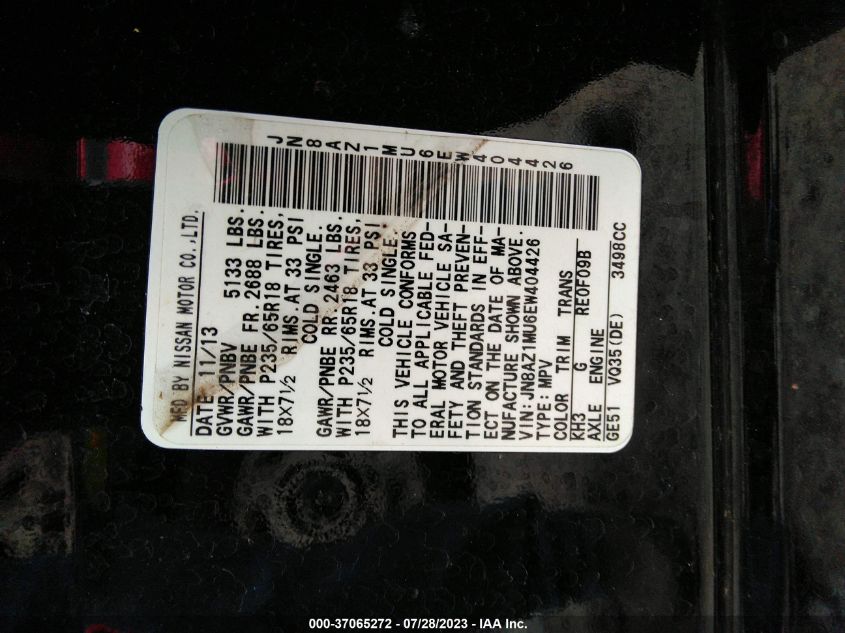 JN8AZ1MU6EW404426
MFD BY NISSAN MOTOR CO.,LTD.
DATE 11/13
GVWR/PNBV 5133 LBS.
GAWR/PNBE FR. 2688 LBS.
WITH P235/65R18 TIRES,
18X7½ RIMS.AT 33 PSI
COLD SINGLE.
GAWR/PNBE RR. 2463 LBS.
WITH P235/65R18 TIRES,
18X7½ RIMS.AT 33 PSI
COLD SINGLE.
THIS VEHICLE CONFORMS
TO ALL APPLICABLE FED-
ERAL MOTOR VEHICLE SA-
FETY AND THEFT PREVEN-
TION STANDARDS IN EFF-
ECT ON THE DATE OF MA-
NUFACTURE SHOWN ABOVE.
VIN: JN8AZ1MU6EW404426
TYPE: MPV
COLOR TRIM TRANS
KH3 G RE0F09B
AXLE ENGINE
GE51 VQ35(DE) 3498CC
000-37065272 - 07/28/2023 - IAA Inc.